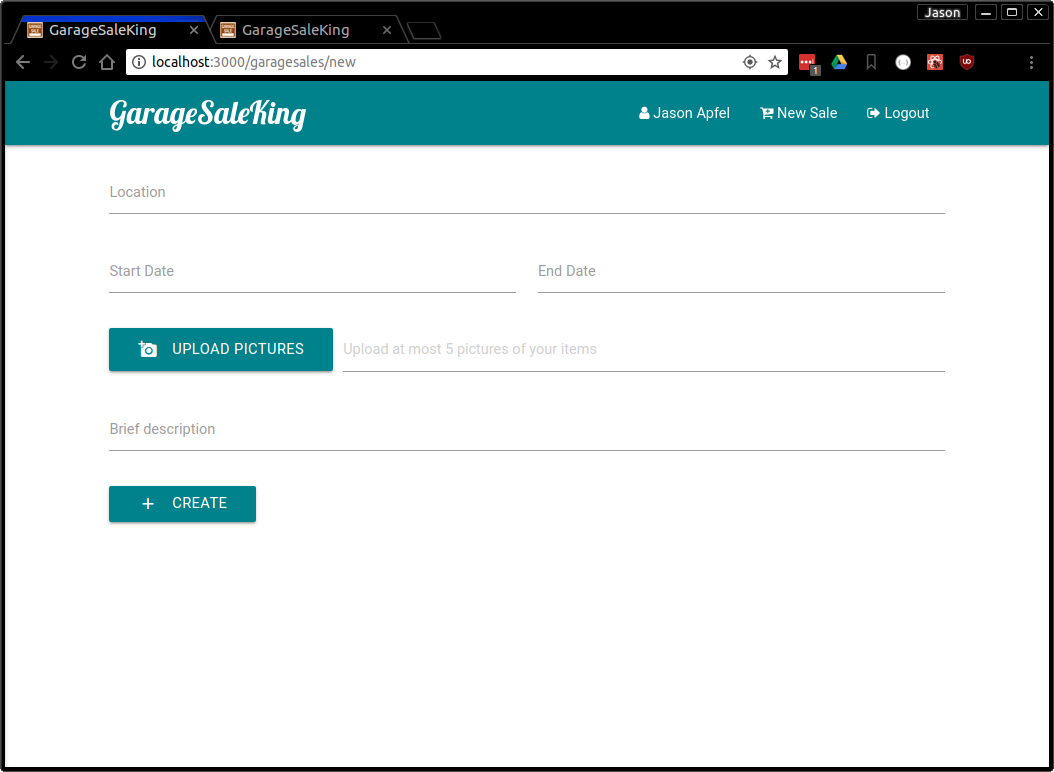 Jason
GarageSaleKing
GarageSaleKing
localhost:3000/garagesales/new
1
GarageSaleKing
Jason Apfel
New Sale
Logout
Location
Start Date
End Date
UPLOAD PICTURES
Upload at most 5 pictures of your items
Brief description
CREATE